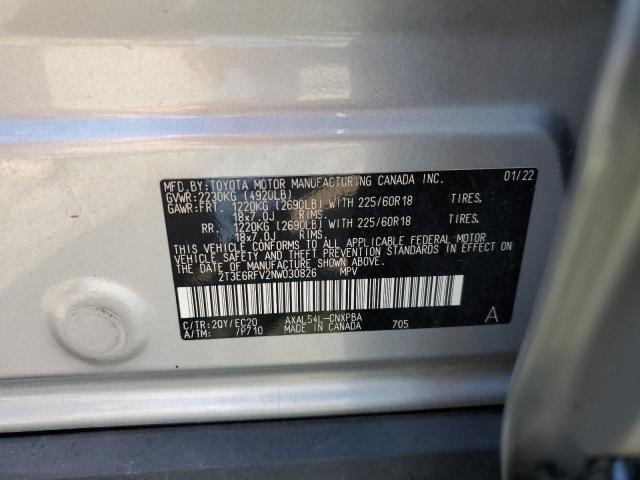 MFD.BY:TOYOTA MOTOR MANUFACTURING CANADA INC. 01/22
GVWR:2230KG (4920LB)
GAWR:FRT 1220KG (2690LB) WITH 225/60R18 TIRES,
18x7.0J RIMS,
RR 1220KG (2690LB) WITH 225/60R18 TIRES,
18x7.0J RIMS.
THIS VEHICLE CONFORMS TO ALL APPLICABLE FEDERAL MOTOR
VEHICLE SAFETY AND THEFT PREVENTION STANDARDS IN EFFECT ON
THE DATE OF MANUFACTURE SHOWN ABOVE.
2T3E6RFV2NW030826 MPV
C/TR:2QY/EC20 AXAL54L-CNXPBA 705 A
A/TM: /P710 MADE IN CANADA